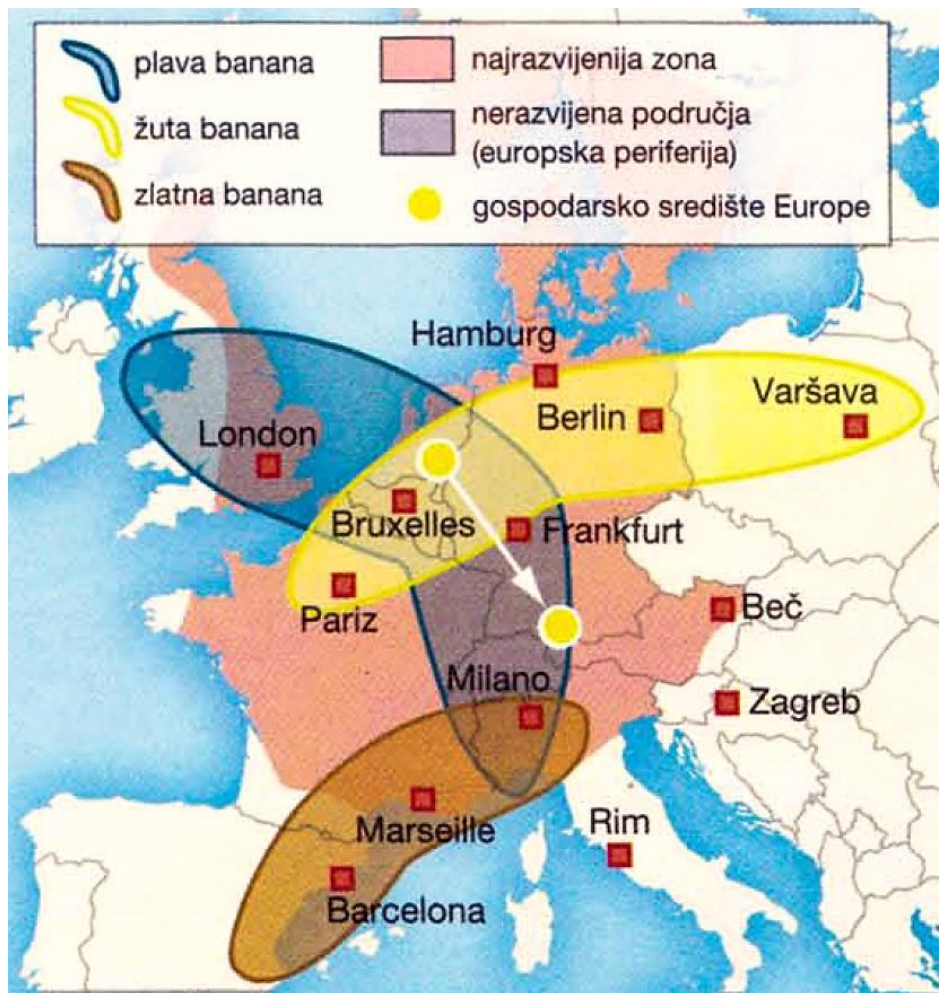 plava banana
žuta banana
zlatna banana
najrazvijenija zona
nerazvijena područja
(europska periferija)
gospodarsko središte Europe
Hamburg
Berlin
Varšava
London
Bruxelles
Frankfurt
Pariz
Beč
Milano
Zagreb
Marseille
Rim
Barcelona